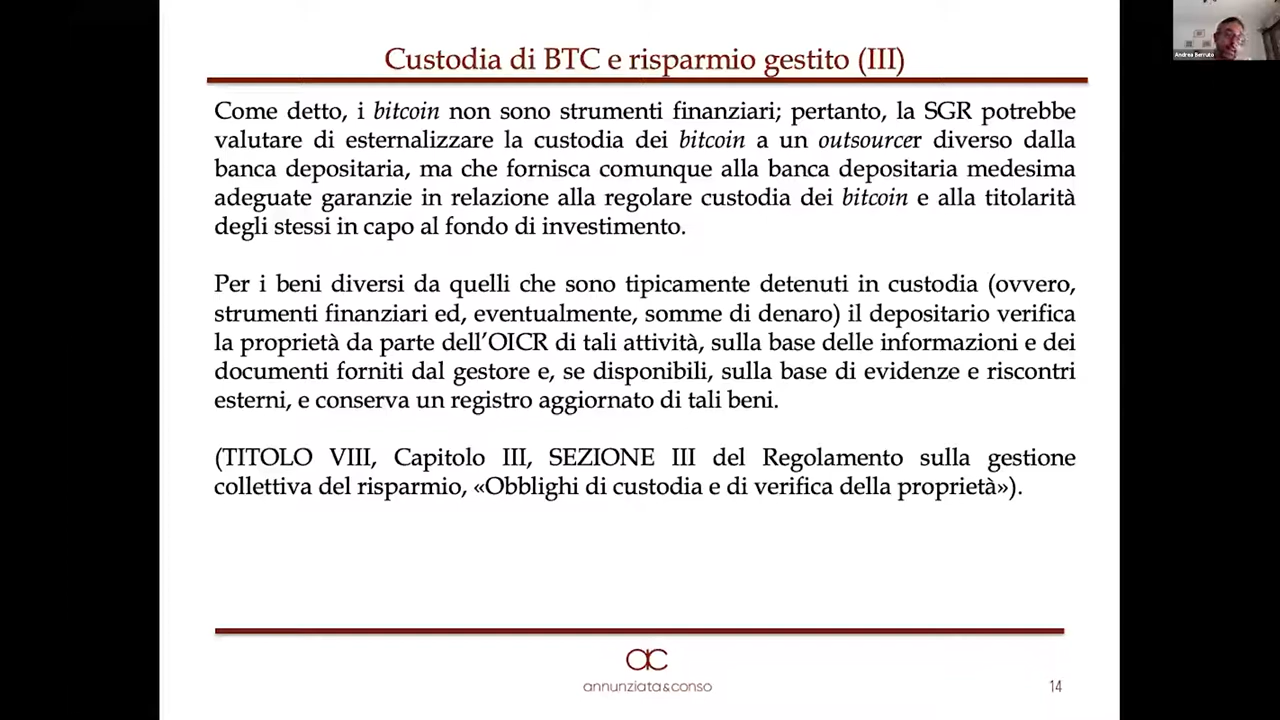 Custodia di BTC e risparmio gestito (III)
Andrea Berruto
Come detto, i bitcoin non sono strumenti finanziari; pertanto, la SGR potrebbe
valutare di esternalizzare la custodia dei bitcoin a un outsourcer diverso dalla
banca depositaria, ma che fornisca comunque alla banca depositaria medesima
adeguate garanzie in relazione alla regolare custodia dei bitcoin e alla titolarità
degli stessi in capo al fondo di investimento.
Per i beni diversi da quelli che sono tipicamente detenuti in custodia (ovvero,
strumenti finanziari ed, eventualmente, somme di denaro) il depositario verifica
la proprietà da parte dell’OICR di tali attività, sulla base delle informazioni e dei
documenti forniti dal gestore e, se disponibili, sulla base di evidenze e riscontri
esterni, e conserva un registro aggiornato di tali beni.
(TITOLO VIII, Capitolo III, SEZIONE III del Regolamento sulla gestione
collettiva del risparmio, «Obblighi di custodia e di verifica della proprietà»).
ac
annunziata&conso
14